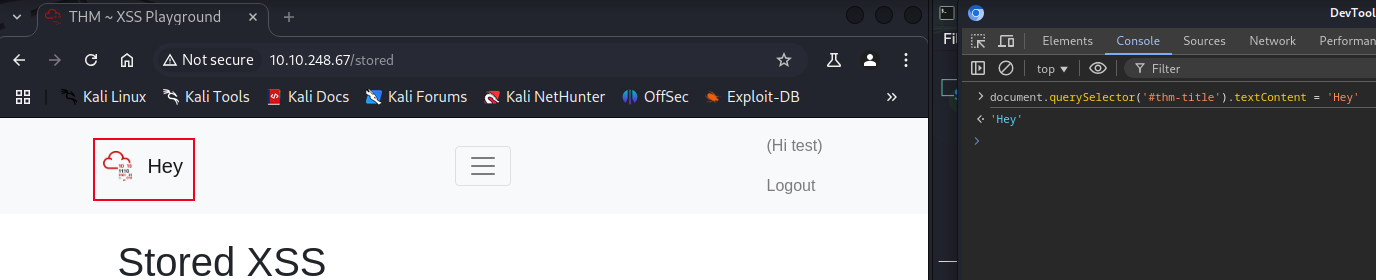 THM ~ XSS Playground
Not secure 10.10.248.67/stored
Kali Linux Kali Tools Kali Docs Kali Forums Kali NetHunter OffSec Exploit-DB »
Hey
(Hi test)
Logout
Stored XSS
DevTool
Elements Console Sources Network Performan
top Filter
document.querySelector('#thm-title').textContent = 'Hey'
'Hey'